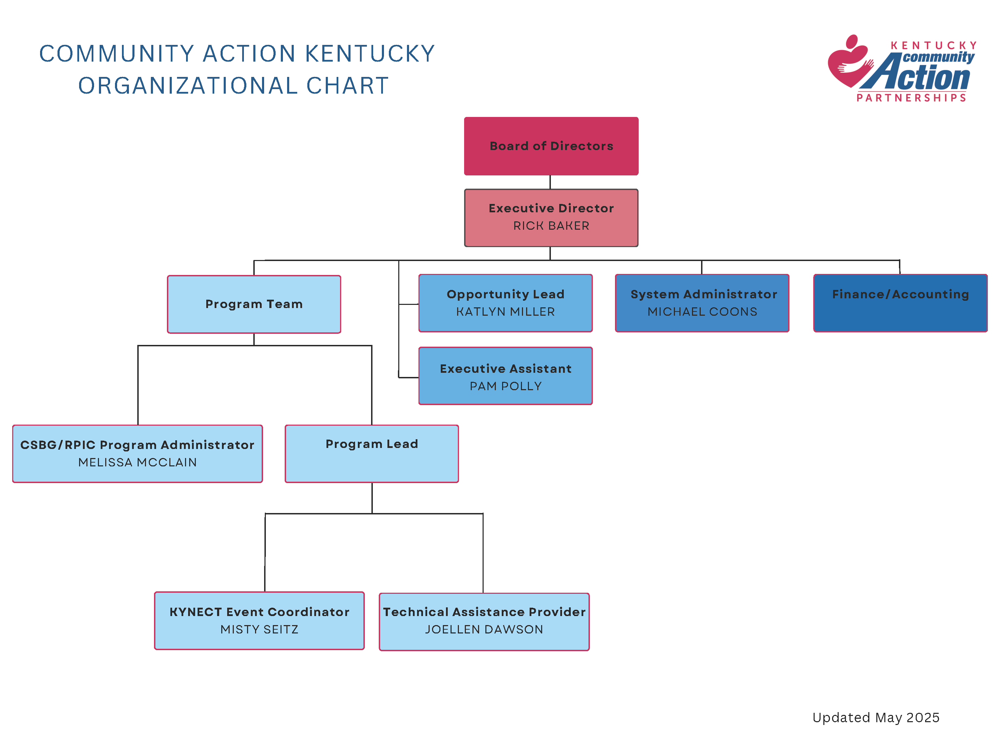 COMMUNITY ACTION KENTUCKY
ORGANIZATIONAL CHART
KENTUCKY
community
Action
PARTNERSHIPS
Board of Directors
Executive Director
RICK BAKER
Program Team
Opportunity Lead
KATLYN MILLER
System Administrator
MICHAEL COONS
Finance/Accounting
Executive Assistant
PAM POLLY
CSBG/RPIC Program Administrator
MELISSA MCCLAIN
Program Lead
KYNECT Event Coordinator
MISTY SEITZ
Technical Assistance Provider
JOELLEN DAWSON
Updated May 2025